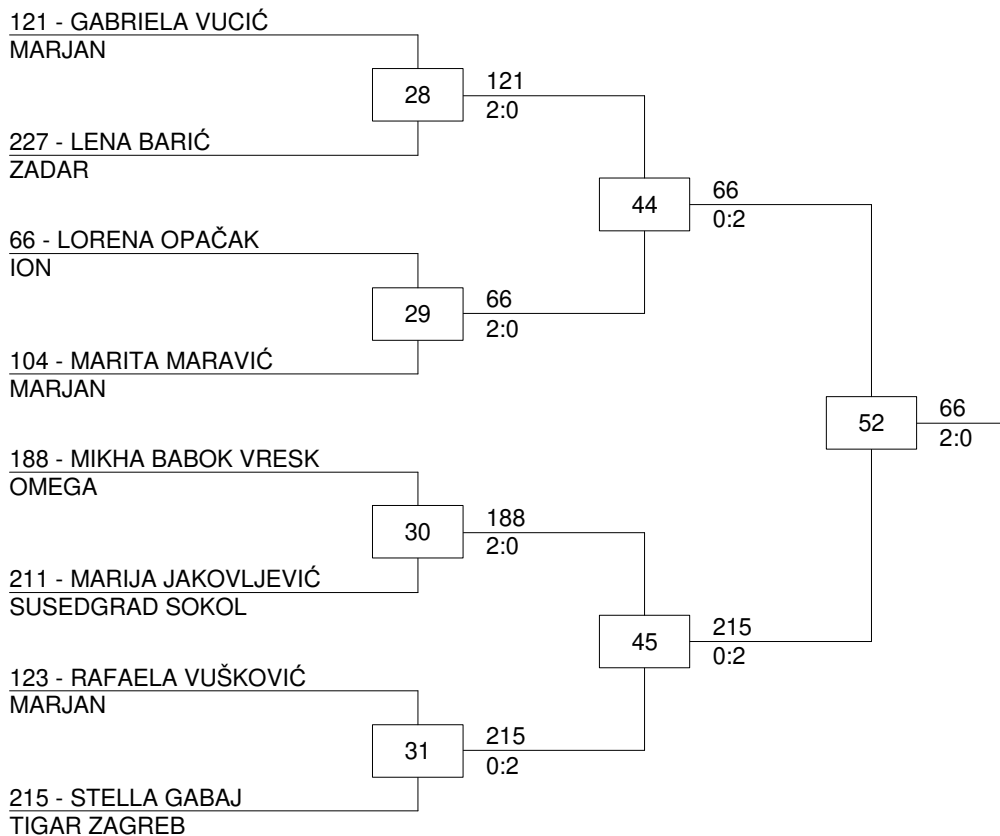 121 - GABRIELA VUCIĆ
MARJAN
28
121
2:0
227 - LENA BARIĆ
ZADAR
44
66
0:2
66 - LORENA OPAČAK
ION
29
66
2:0
104 - MARITA MARAVIĆ
MARJAN
52
66
2:0
188 - MIKHA BABOK VRESK
OMEGA
30
188
2:0
211 - MARIJA JAKOVLJEVIĆ
SUSEDGRAD SOKOL
45
215
0:2
123 - RAFAELA VUŠKOVIĆ
MARJAN
31
215
0:2
215 - STELLA GABAJ
TIGAR ZAGREB